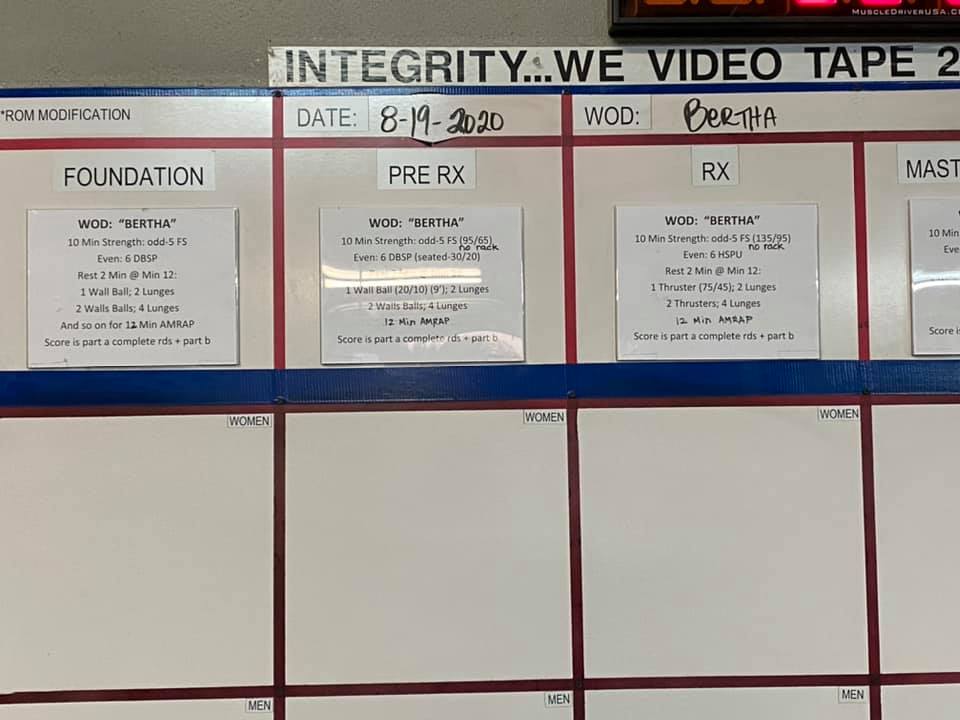 MUSCLEDRIVERUSA.C
INTEGRITY...WE VIDEO TAPE 2
*ROM MODIFICATION
DATE: 8-19-2020
WOD: BERTHA
FOUNDATION
WOD: "BERTHA"
10 Min Strength: odd-5 FS
Even: 6 DBSP
Rest 2 Min @ Min 12:
1 Wall Ball; 2 Lunges
2 Walls Balls; 4 Lunges
And so on for 12 Min AMRAP
Score is part a complete rds + part b
PRE RX
WOD: "BERTHA"
10 Min Strength: odd-5 FS (95/65)
no rack
Even: 6 DBSP (seated-30/20)
1 Wall Ball (20/10) (9'); 2 Lunges
2 Walls Balls; 4 Lunges
12 Min AMRAP
Score is part a complete rds + part b
RX
WOD: "BERTHA"
10 Min Strength: odd-5 FS (135/95)
no rack
Even: 6 HSPU
Rest 2 Min @ Min 12:
1 Thruster (75/45); 2 Lunges
2 Thrusters; 4 Lunges
12 Min AMRAP
Score is part a complete rds + part b
MAST
10 Min
Eve
Score is
WOMEN
WOMEN
WOMEN
MEN
MEN
MEN